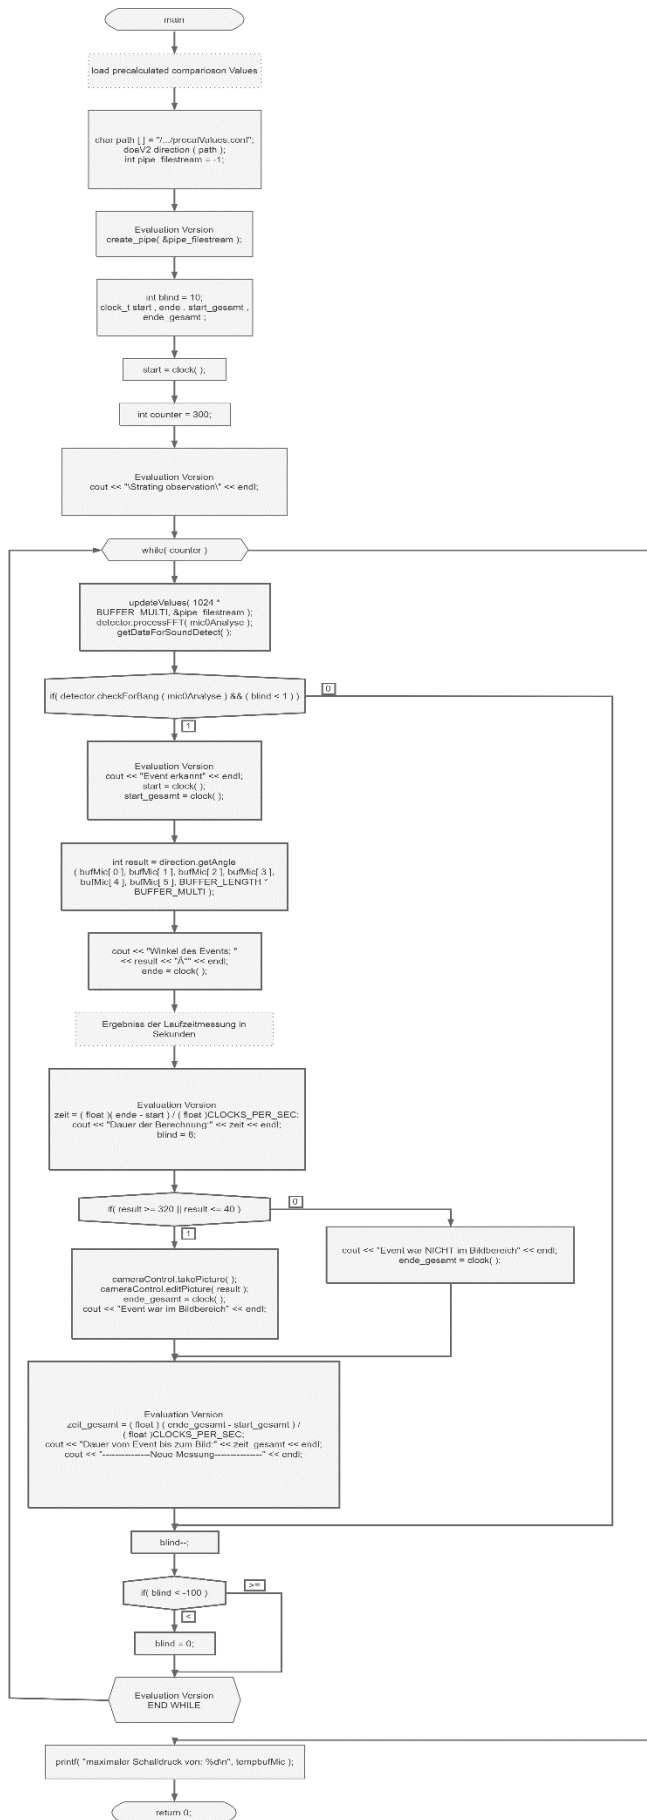 main
load precalculated comparioson Values
char path [ ] = "/.../precalValues.conf";
doaV2 direction ( path );
int pipe_filestream = -1;
Evaluation Version
create_pipe( &pipe_filestream );
int blind = 10;
clock_t start , ende , start_gesamt ,
ende_gesamt ;
start = clock( );
int counter = 300;
Evaluation Version
cout << "\Strating observation\" << endl;
while( counter )
updateValues( 1024 *
BUFFER_MULTI, &pipe_filestream );
detector.processFFT( mic0Analyse );
getDateForSoundDetect( );
if( detector.checkForBang ( mic0Analyse ) && ( blind < 1 ) )
0
1
Evaluation Version
cout << "Event erkannt" << endl;
start = clock( );
start_gesamt = clock( );
int result = direction.getAngle
( bufMic[ 0 ], bufMic[ 1 ], bufMic[ 2 ], bufMic[ 3 ],
bufMic[ 4 ], bufMic[ 5 ], BUFFER_LENGTH *
BUFFER_MULTI );
cout << "Winkel des Events: "
<< result << "Â°" << endl;
ende = clock( );
Ergebniss der Laufzeitmessung in
Sekunden
Evaluation Version
zeit = ( float )( ende - start ) / ( float )CLOCKS_PER_SEC;
cout << "Dauer der Berechnung:" << zeit << endl;
blind = 6;
if( result >= 320 || result <= 40 )
0
1
cout << "Event war NICHT im Bildbereich" << endl;
ende_gesamt = clock( );
cameraControl.takePicture( );
cameraControl.editPicture( result );
ende_gesamt = clock( );
cout << "Event war im Bildbereich" << endl;
Evaluation Version
zeit_gesamt = ( float ) ( ende_gesamt - start_gesamt ) /
( float )CLOCKS_PER_SEC;
cout << "Dauer vom Event bis zum Bild:" << zeit_gesamt << endl;
cout << "---------------Neue Messung---------------" << endl;
blind--;
if( blind < -100 )
>=
<
blind = 0;
Evaluation Version
END WHILE
printf( "maximaler Schalldruck von: %d\n", tempbufMic );
return 0;